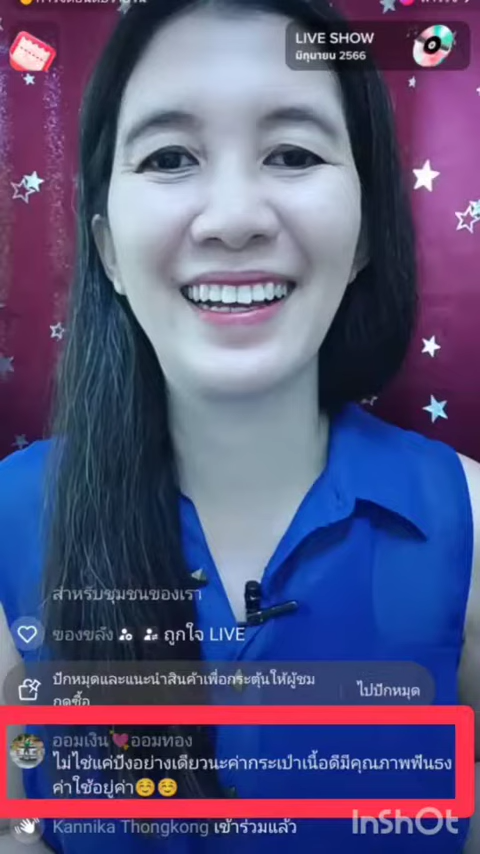 LIVE SHOW
มิถุนายน 2566
สำหรับชุมชนของเรา
ของขลัง ถูกใจ LIVE
ปักหมุดและแนะนำสินค้าเพื่อกระตุ้นให้ผู้ชม
กดซื้อ
ไปปักหมุด
ออมเงิน💘ออมทอง
ไม่ใช่แค่ปังอย่างเดียวนะค่ากระเป๋าเนื้อดีมีคุณภาพฟันธง
ค่าใช้อยู่ค่า☺️☺️
Kannika Thongkong เข้าร่วมแล้ว
InShOt